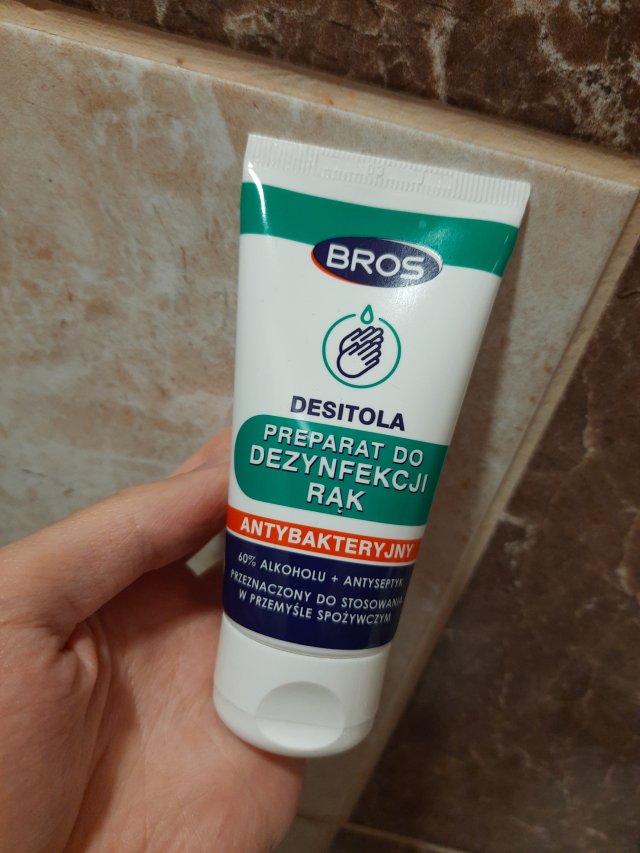 BROS
DESITOLA
PREPARAT DO
DEZYNFEKCJI
RĄK
ANTYBAKTERYJNY
60% ALKOHOLU + ANTYSEPTYK
PRZEZNACZONY DO STOSOWANIA
W PRZEMYŚLE SPOŻYWCZYM